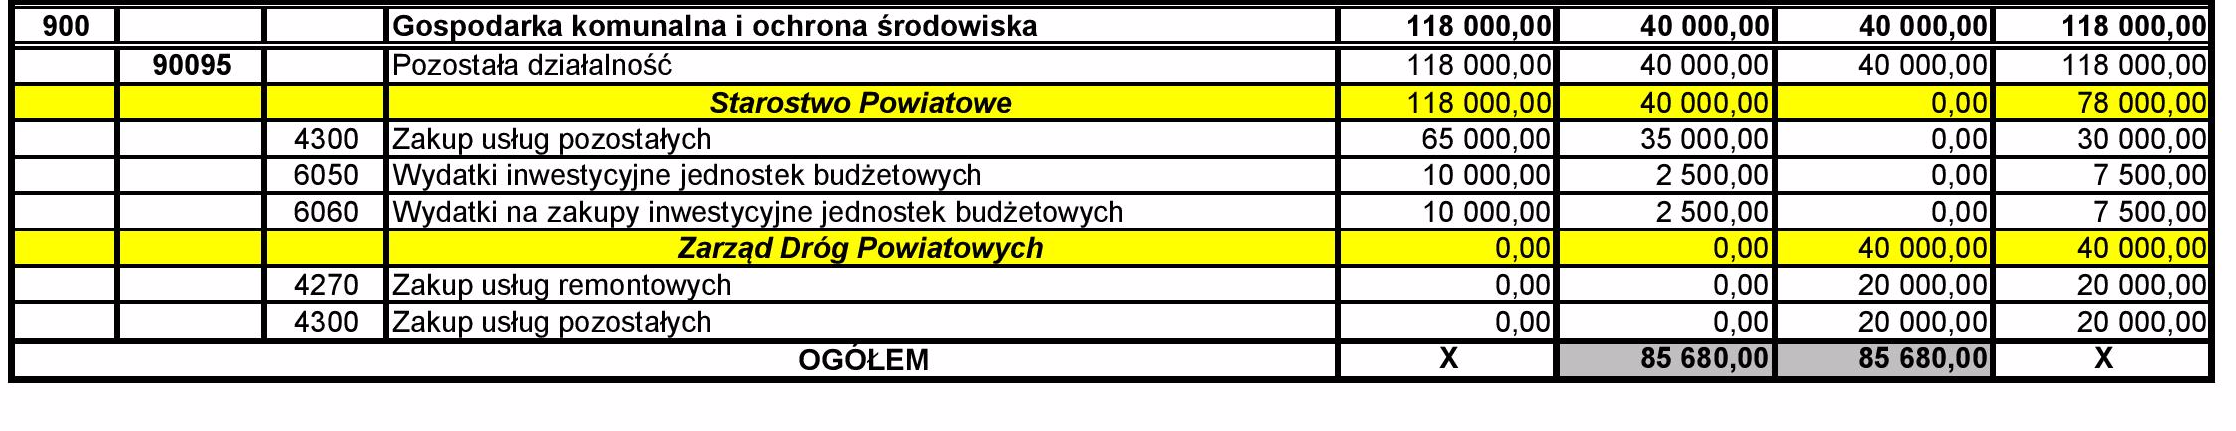 900 Gospodarka komunalna i ochrona środowiska 118 000,00 40 000,00 40 000,00 118 000,00
90095 Pozostała działalność 118 000,00 40 000,00 40 000,00 118 000,00
Starostwo Powiatowe 118 000,00 40 000,00 0,00 78 000,00
4300 Zakup usług pozostałych 65 000,00 35 000,00 0,00 30 000,00
6050 Wydatki inwestycyjne jednostek budżetowych 10 000,00 2 500,00 0,00 7 500,00
6060 Wydatki na zakupy inwestycyjne jednostek budżetowych 10 000,00 2 500,00 0,00 7 500,00
Zarząd Dróg Powiatowych 0,00 0,00 40 000,00 40 000,00
4270 Zakup usług remontowych 0,00 0,00 20 000,00 20 000,00
4300 Zakup usług pozostałych 0,00 0,00 20 000,00 20 000,00
OGÓŁEM X 85 680,00 85 680,00 X